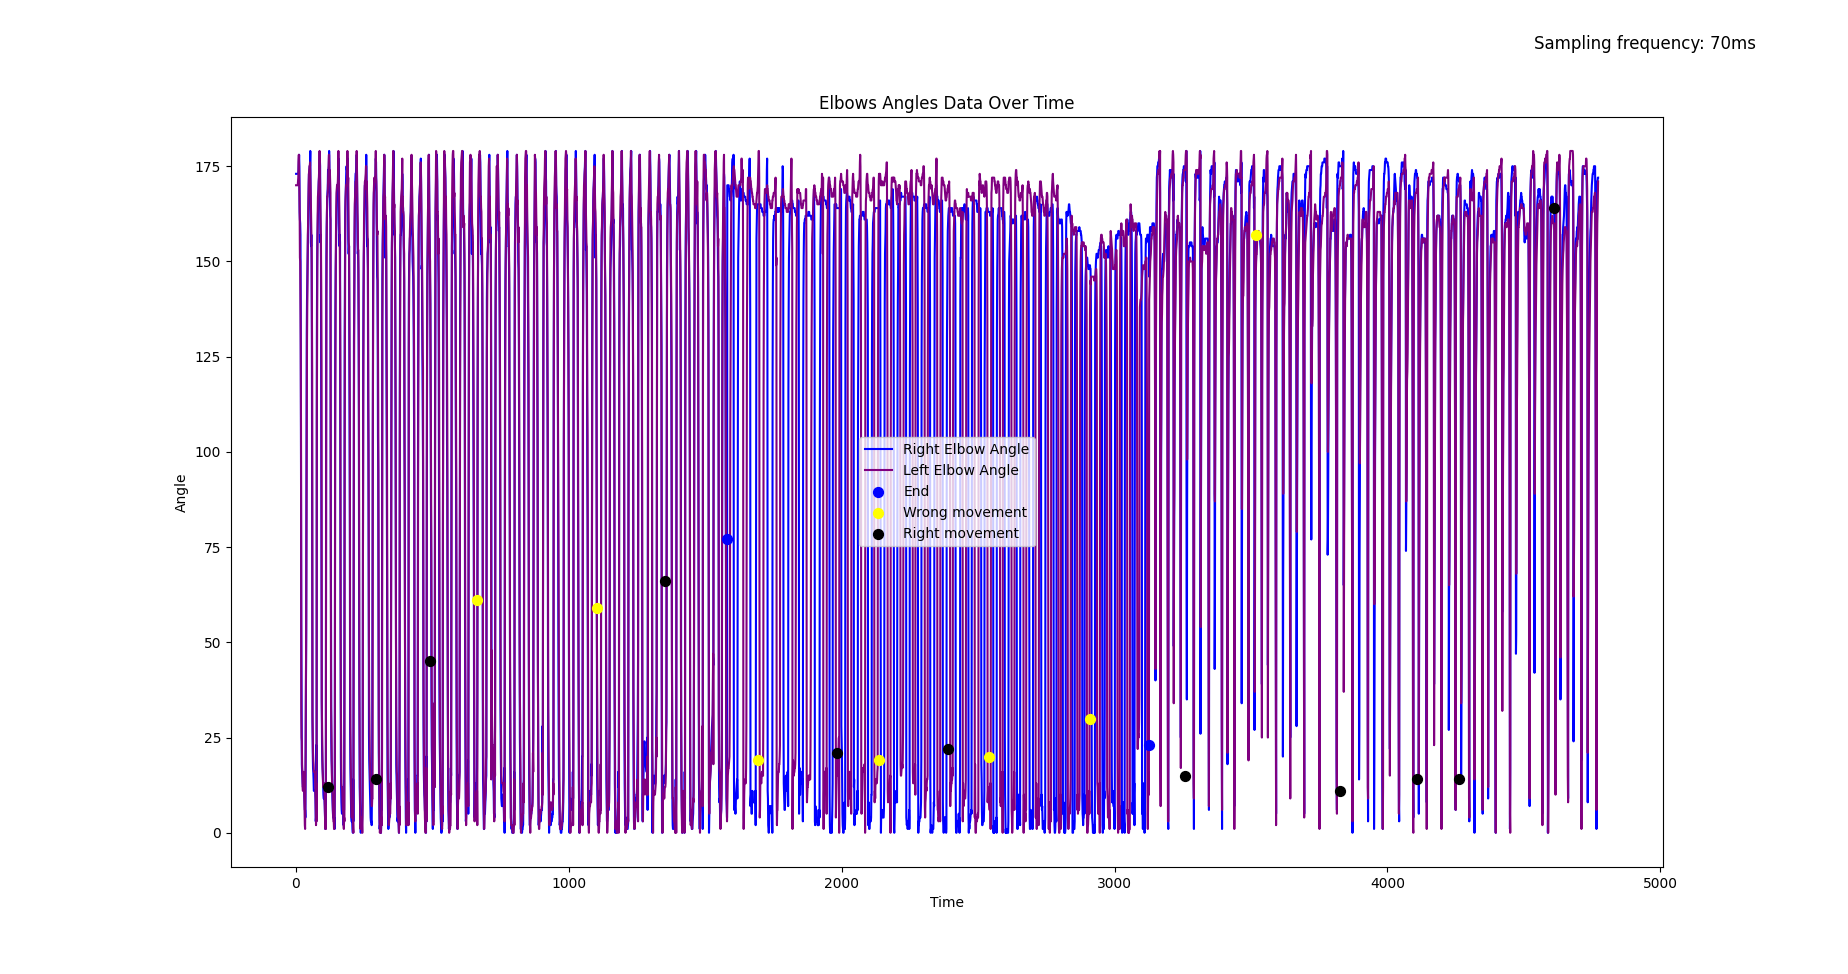 Sampling frequency: 70ms
Elbows Angles Data Over Time
Angle
175
150
125
100
75
50
25
0
Right Elbow Angle
Left Elbow Angle
End
Wrong movement
Right movement
0
1000
2000
3000
4000
5000
Time